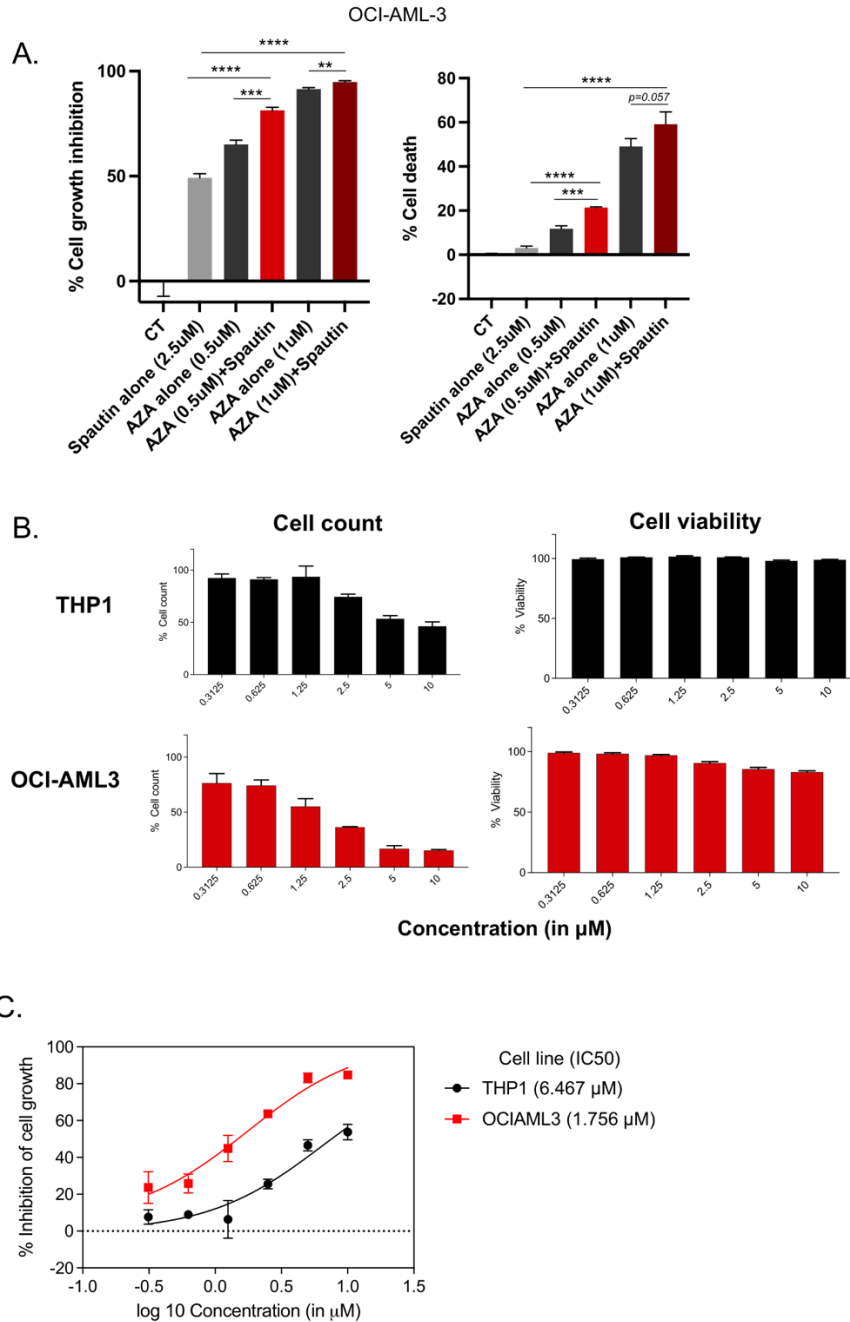 OCI-AML-3
A.
% Cell growth inhibition
100
50
0
****
****
***
**
CT
Spautin alone (2.5uM)
AZA alone (0.5uM)
AZA (0.5uM)+Spautin
AZA alone (1uM)
AZA (1uM)+Spautin
% Cell death
80
60
40
20
0
-20
****
p=0.057
****
***
CT
Spautin alone (2.5uM)
AZA alone (0.5uM)
AZA (0.5uM)+Spautin
AZA alone (1uM)
AZA (1uM)+Spautin
B.
Cell count
Cell viability
THP1
% Cell count
100
50
0
0.3125
0.625
1.25
2.5
5
10
% Viability
100
50
0
0.3125
0.625
1.25
2.5
5
10
OCI-AML3
% Cell count
100
50
0
0.3125
0.625
1.25
2.5
5
10
% Viability
100
50
0
0.3125
0.625
1.25
2.5
5
10
Concentration (in µM)
C.
% Inhibition of cell growth
100
80
60
40
20
0
-20
-1.0
-0.5
0.0
0.5
1.0
1.5
log 10 Concentration (in µM)
Cell line (IC50)
THP1 (6.467 µM)
OCIAML3 (1.756 µM)